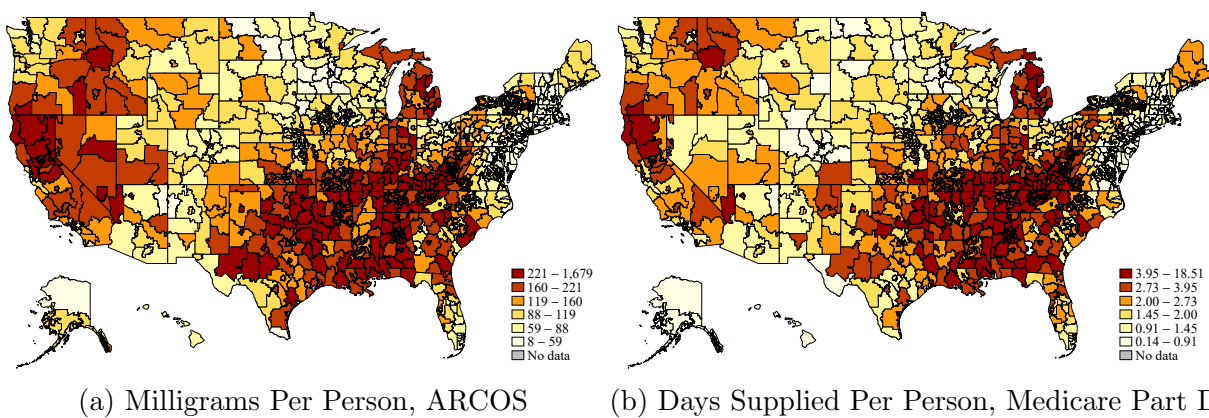 221 – 1,679
160 – 221
119 – 160
88 – 119
59 – 88
8 – 59
No data
3.95 – 18.51
2.73 – 3.95
2.00 – 2.73
1.45 – 2.00
0.91 – 1.45
0.14 – 0.91
No data
(a) Milligrams Per Person, ARCOS
(b) Days Supplied Per Person, Medicare Part D